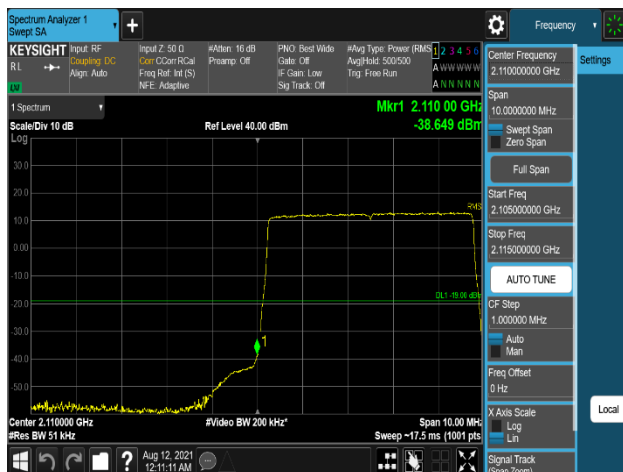 Spectrum Analyzer 1
Swept SA
+
Frequency
KEYSIGHT Input: RF
R L
Coupling: DC
Align: Auto
LXI
Input Z: 50 Ω
Corr CCorr RCal
Freq Ref: Int (S)
NFE: Adaptive
#Atten: 16 dB
Preamp: Off
PNO: Best Wide
Gate: Off
IF Gain: Low
Sig Track: Off
#Avg Type: Power (RMS
Avg|Hold: 500/500
Trig: Free Run
1 2 3 4 5 6
A W W W W W
A N N N N N
1 Spectrum
Scale/Div 10 dB
Ref Level 40.00 dBm
Mkr1 2.110 00 GHz
-38.649 dBm
Log
30.0
20.0
10.0
0.00
-10.0
-20.0
-30.0
-40.0
-50.0
RMS
DL1 -19.00 dBm
1
Center 2.110000 GHz
#Res BW 51 kHz
#Video BW 200 kHz*
Span 10.00 MHz
Sweep ~17.5 ms (1001 pts)
Aug 12, 2021
12:11:11 AM
?
Center Frequency
2.110000000 GHz
Span
10.0000000 MHz
Swept Span
Zero Span
Full Span
Start Freq
2.105000000 GHz
Stop Freq
2.115000000 GHz
AUTO TUNE
CF Step
1.000000 MHz
Auto
Man
Freq Offset
0 Hz
X Axis Scale
Log
Lin
Signal Track
(Span Zoom)
Settings
Local